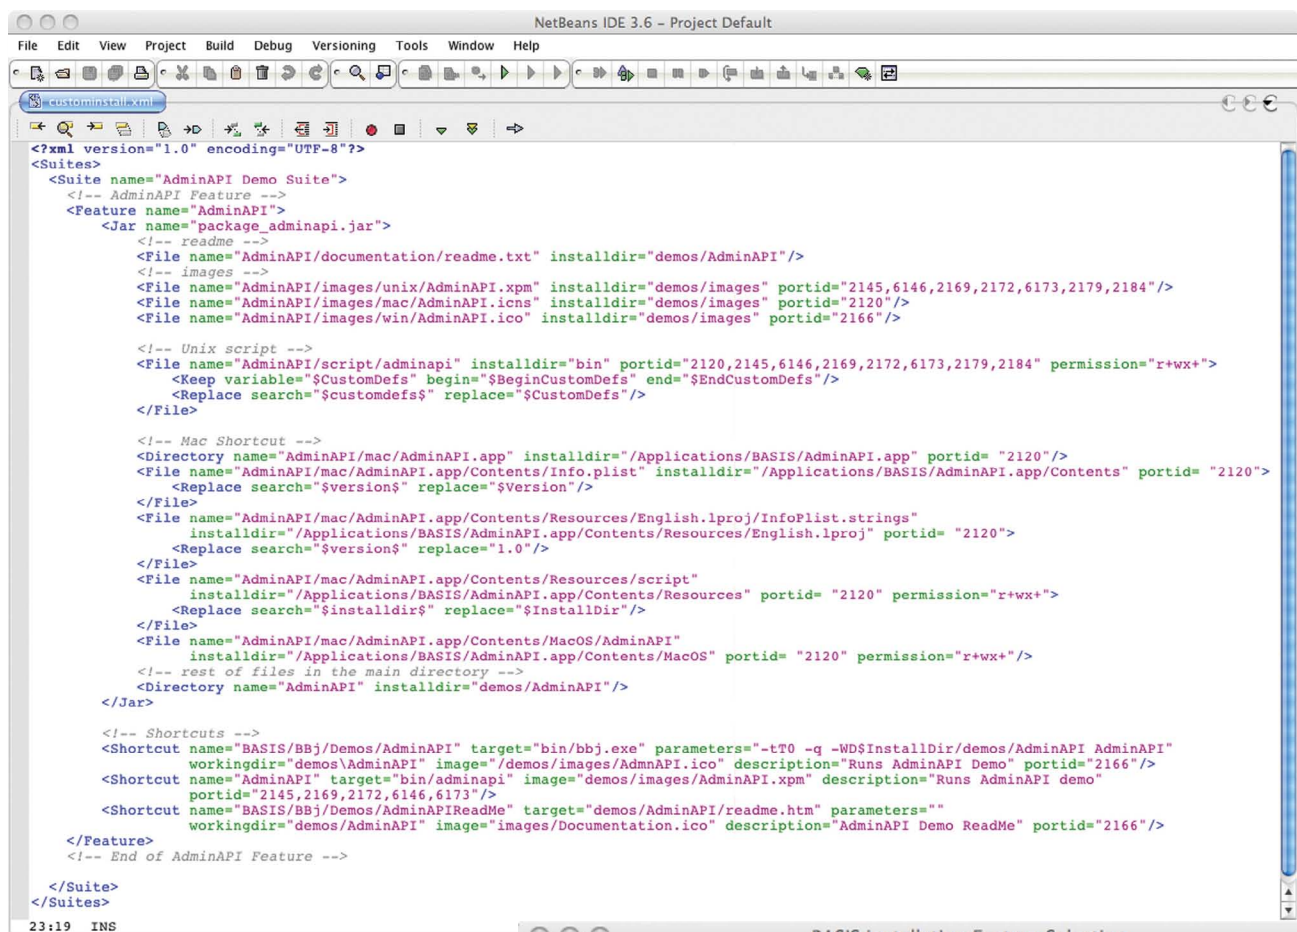 NetBeans IDE 3.6 – Project Default
File Edit View Project Build Debug Versioning Tools Window Help
custominstall.xml
<?xml version="1.0" encoding="UTF-8"?>
<Suites>
<Suite name="AdminAPI Demo Suite">
<!-- AdminAPI Feature -->
<Feature name="AdminAPI">
<Jar name="package_adminapi.jar">
<!-- readme -->
<File name="AdminAPI/documentation/readme.txt" installdir="demos/AdminAPI"/>
<!-- images -->
<File name="AdminAPI/images/unix/AdminAPI.xpm" installdir="demos/images" portid="2145,6146,2169,2172,6173,2179,2184"/>
<File name="AdminAPI/images/mac/AdminAPI.icns" installdir="demos/images" portid="2120"/>
<File name="AdminAPI/images/win/AdminAPI.ico" installdir="demos/images" portid="2166"/>
<!-- Unix script -->
<File name="AdminAPI/script/adminapi" installdir="bin" portid="2120,2145,6146,2169,2172,6173,2179,2184" permission="r+wx+">
<Keep variable="$CustomDefs" begin="$BeginCustomDefs" end="$EndCustomDefs"/>
<Replace search="$customdefs$" replace="$CustomDefs"/>
</File>
<!-- Mac Shortcut -->
<Directory name="AdminAPI/mac/AdminAPI.app" installdir="/Applications/BASIS/AdminAPI.app" portid= "2120"/>
<File name="AdminAPI/mac/AdminAPI.app/Contents/Info.plist" installdir="/Applications/BASIS/AdminAPI.app/Contents" portid= "2120">
<Replace search="$version$" replace="$Version"/>
</File>
<File name="AdminAPI/mac/AdminAPI.app/Contents/Resources/English.lproj/InfoPlist.strings"
installdir="/Applications/BASIS/AdminAPI.app/Contents/Resources/English.lproj" portid= "2120">
<Replace search="$version$" replace="1.0"/>
</File>
<File name="AdminAPI/mac/AdminAPI.app/Contents/Resources/script"
installdir="/Applications/BASIS/AdminAPI.app/Contents/Resources" portid= "2120" permission="r+wx+">
<Replace search="$installdir$" replace="$InstallDir"/>
</File>
<File name="AdminAPI/mac/AdminAPI.app/Contents/MacOS/AdminAPI"
installdir="/Applications/BASIS/AdminAPI.app/Contents/MacOS" portid= "2120" permission="r+wx+"/>
<!-- rest of files in the main directory -->
<Directory name="AdminAPI" installdir="demos/AdminAPI"/>
</Jar>
<!-- Shortcuts -->
<Shortcut name="BASIS/BBj/Demos/AdminAPI" target="bin/bbj.exe" parameters="-tT0 -q -WD$InstallDir/demos/AdminAPI AdminAPI"
workingdir="demos\AdminAPI" image="/demos/images/AdmnAPI.ico" description="Runs AdminAPI Demo" portid="2166"/>
<Shortcut name="AdminAPI" target="bin/adminapi" image="demos/images/AdminAPI.xpm" description="Runs AdminAPI demo"
portid="2145,2169,2172,6146,6173"/>
<Shortcut name="BASIS/BBj/Demos/AdminAPIReadMe" target="demos/AdminAPI/readme.htm" parameters=""
workingdir="demos/AdminAPI" image="images/Documentation.ico" description="AdminAPI Demo ReadMe" portid="2166"/>
</Feature>
<!-- End of AdminAPI Feature -->
</Suite>
</Suites>
23:19 INS